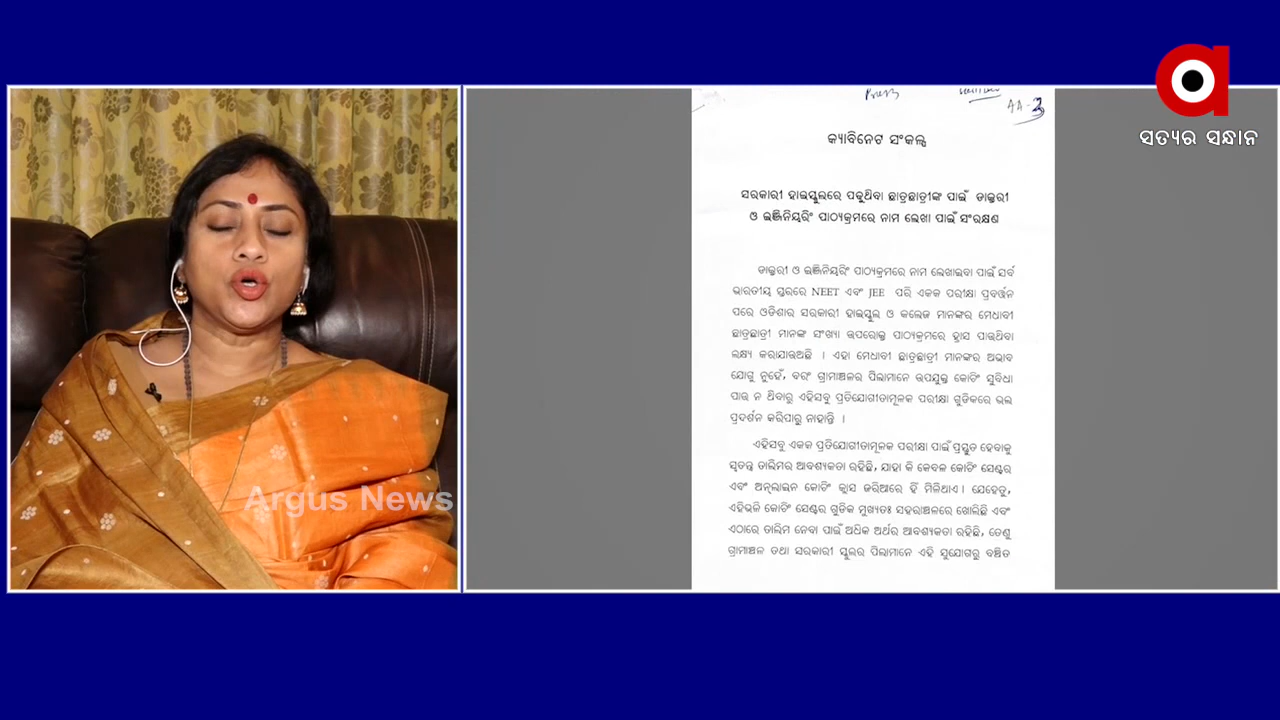 Press
AA-2
ସତ୍ୟର ସନ୍ଧାନ
କ୍ୟାବିନେଟ ସଂକଳ୍ପ
ସରକାରୀ ହାଇସ୍କୁଲରେ ପଢୁଥିବା ଛାତ୍ରଛାତ୍ରୀଙ୍କ ପାଇଁ ଡାକ୍ତରୀ
ଓ ଇଞ୍ଜିନିୟରିଂ ପାଠ୍ୟକ୍ରମରେ ନାମ ଲେଖା ପାଇଁ ସଂରକ୍ଷଣ
ଡାକ୍ତରୀ ଓ ଇଞ୍ଜିନିୟରିଂ ପାଠ୍ୟକ୍ରମରେ ନାମ ଲେଖାଇବା ପାଇଁ ସର୍ବ
ଭାରତୀୟ ସ୍ତରରେ NEET ଏବଂ JEE ପରି ଏକକ ପରୀକ୍ଷା ପ୍ରବର୍ତ୍ତନ
ପରେ ଓଡିଶାର ସରକାରୀ ହାଇସ୍କୁଲ ଓ କଲେଜ ମାନଙ୍କର ମେଧାବୀ
ଛାତ୍ରଛାତ୍ରୀ ମାନଙ୍କ ସଂଖ୍ୟା ଉପରୋକ୍ତ ପାଠ୍ୟକ୍ରମରେ ହ୍ରାସ ପାଉଥିବା
ଲକ୍ଷ୍ୟ କରାଯାଉଅଛି । ଏହା ମେଧାବୀ ଛାତ୍ରଛାତ୍ରୀ ମାନଙ୍କର ଅଭାବ
ଯୋଗୁ ନୁହେଁ, ବରଂ ଗ୍ରାମାଞ୍ଚଳର ପିଲାମାନେ ଉପଯୁକ୍ତ କୋଚିଂ ସୁବିଧା
ପାଉ ନ ଥିବାରୁ ଏହିସବୁ ପ୍ରତିଯୋଗୀତାମୂଳକ ପରୀକ୍ଷା ଗୁଡିକରେ ଭଲ
ପ୍ରଦର୍ଶନ କରିପାରୁ ନାହାନ୍ତି ।
ଏହିସବୁ ଏକକ ପ୍ରତିଯୋଗୀତାମୂଳକ ପରୀକ୍ଷା ପାଇଁ ପ୍ରସ୍ତୁତ ହେବାକୁ
ସ୍ୱତନ୍ତ୍ର ତାଲିମର ଆବଶ୍ୟକତା ରହିଛି, ଯାହା କି କେବଳ କୋଚିଂ ସେଣ୍ଟର
ଏବଂ ଅନ୍‌ଲାଇନ କୋଚିଂ କ୍ଲାସ ଜରିଆରେ ହିଁ ମିଳିଥାଏ । ଯେହେତୁ,
ଏହିଭଳି କୋଚିଂ ସେଣ୍ଟର ଗୁଡିକ ମୁଖ୍ୟତଃ ସହରାଞ୍ଚଳରେ ଖୋଲିଛି ଏବଂ
ଏଠାରେ ତାଲିମ ନେବା ପାଇଁ ଅଧିକ ଅର୍ଥର ଆବଶ୍ୟକତା ରହିଛି, ତେଣୁ
ଗ୍ରାମାଞ୍ଚଳ ତଥା ସରକାରୀ ସ୍କୁଲର ପିଲାମାନେ ଏହି ସୁଯୋଗରୁ ବଞ୍ଚିତ
Argus News